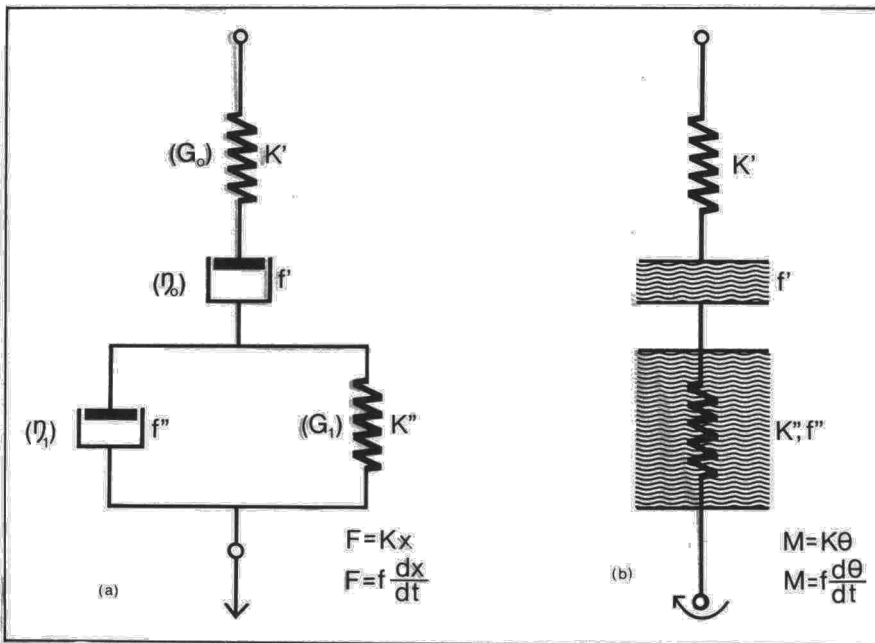 (G₀) K'
(η₀) f'
(η₁) f" (G₁) K"
F=Kx
F=f dx/dt
(a)
K'
f'
K", f"
M=Kθ
M=f dθ/dt
(b)